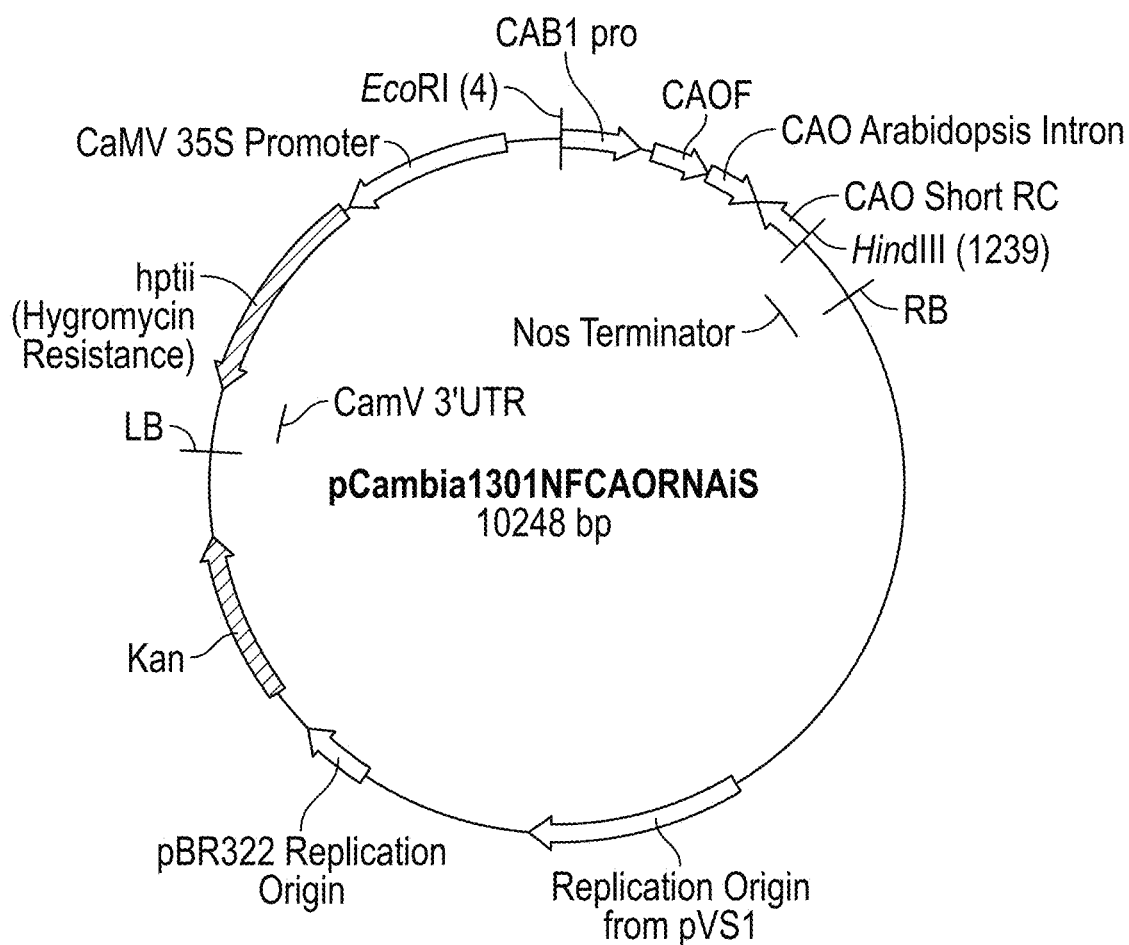 CAB1 pro
EcoRI (4)
CAOF
CaMV 35S Promoter
CAO Arabidopsis Intron
CAO Short RC
HindIII (1239)
hptii
(Hygromycin
Resistance)
RB
Nos Terminator
CamV 3'UTR
LB
pCambia1301NFCAORNAiS
10248 bp
Kan
pBR322 Replication
Origin
Replication Origin
from pVS1